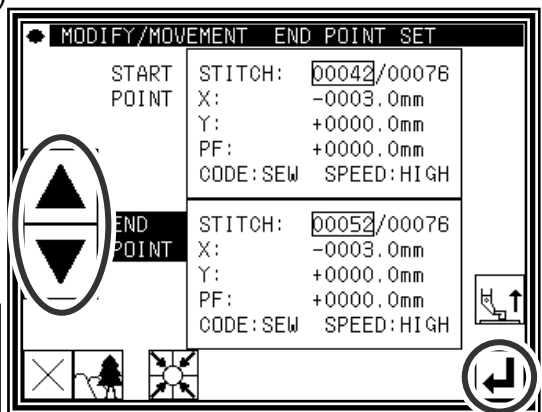 MODIFY/MOVEMENT END POINT SET
START POINT
STITCH: 00042/00076
X: -0003.0mm
Y: +0000.0mm
PF: +0000.0mm
CODE:SEW SPEED:HIGH
END POINT
STITCH: 00052/00076
X: -0003.0mm
Y: +0000.0mm
PF: +0000.0mm
CODE:SEW SPEED:HIGH